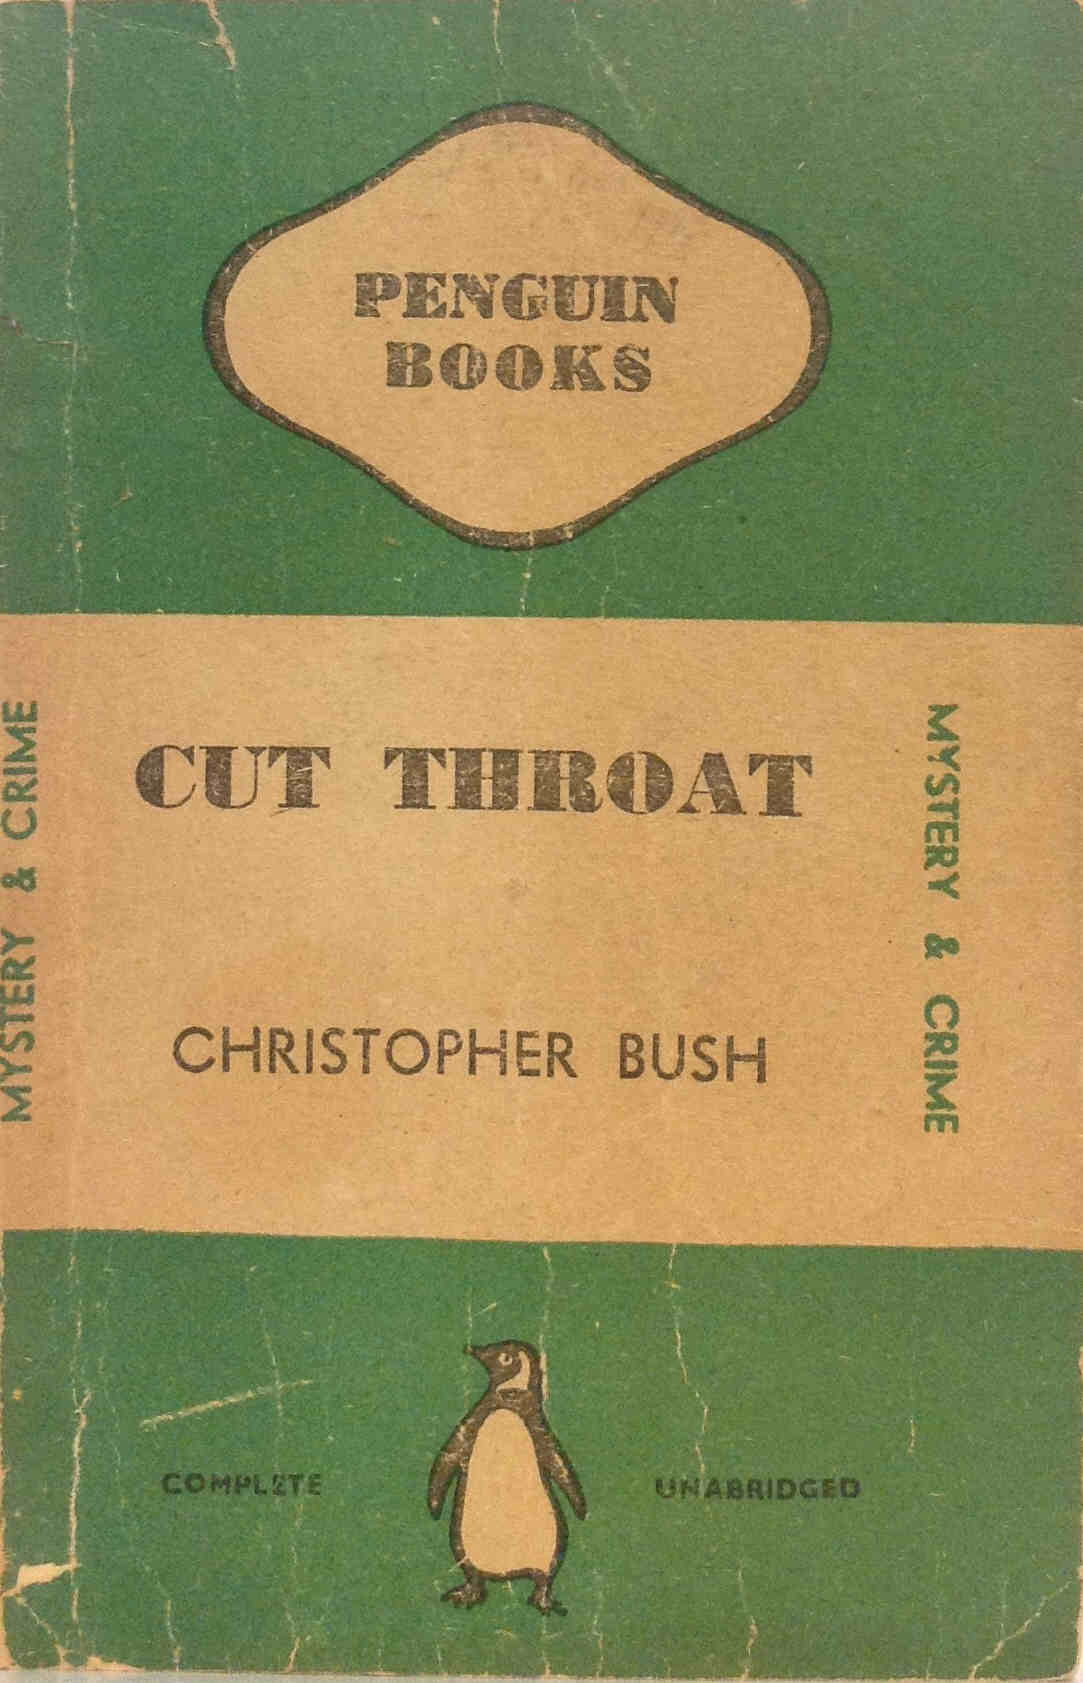 PENGUIN
BOOKS
MYSTERY & CRIME
CUT THROAT
MYSTERY & CRIME
CHRISTOPHER BUSH
COMPLETE
UNABRIDGED